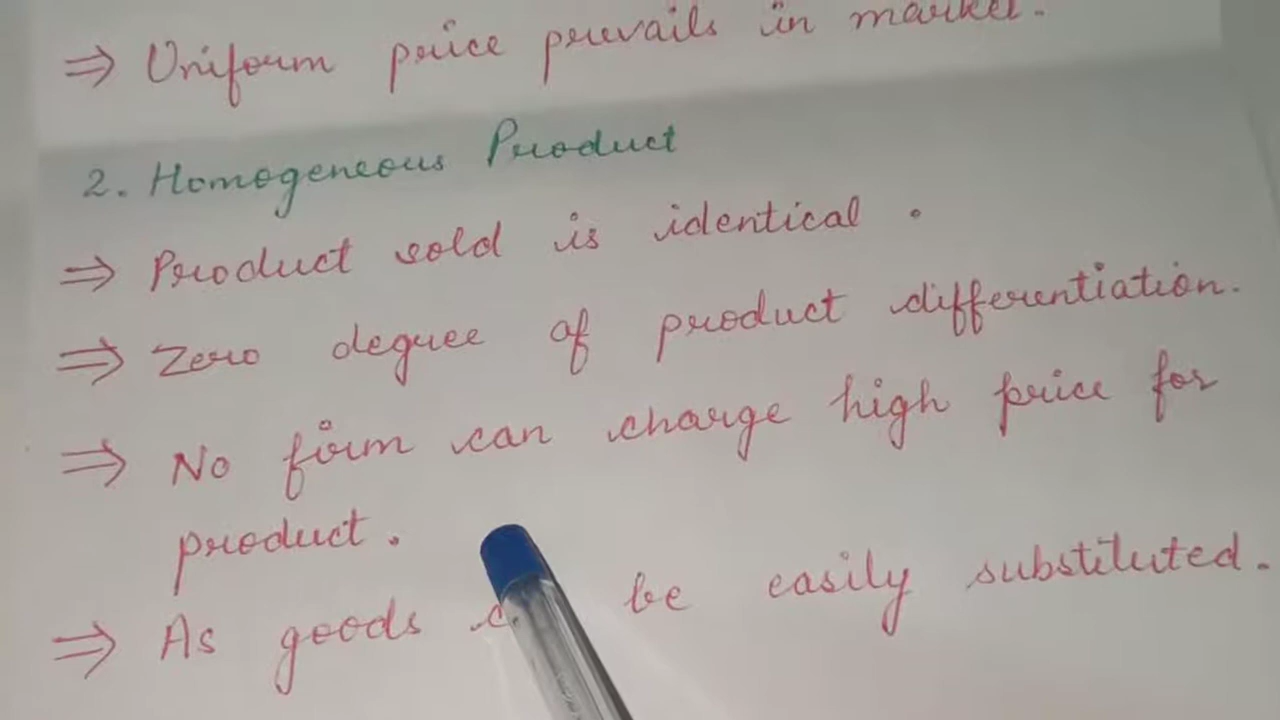 ⇒ Uniform price prevails in market.
2. Homogeneous Product
⇒ Product sold is identical.
⇒ Zero degree of product differentiation.
⇒ No firm can charge high price for
product.
⇒ As goods be easily substituted.